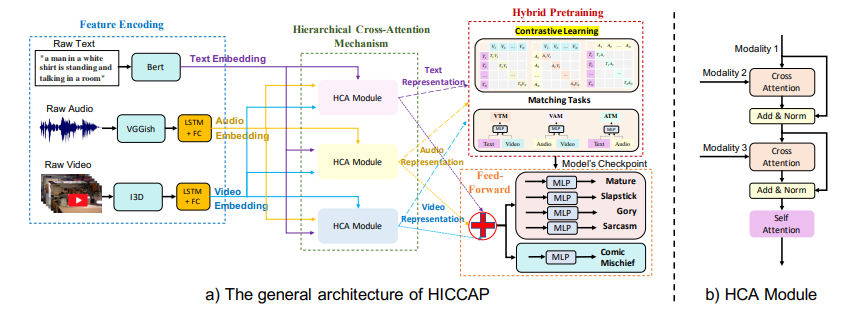 Feature Encoding
Raw Text
"a man in a white
shirt is standing and
talking in a room"
Bert
Text Embedding
Raw Audio
VGGish
LSTM
+ FC
Audio
Embedding
Raw Video
I3D
LSTM
+ FC
Video
Embedding
Hierarchical Cross-Attention
Mechanism
HCA Module
HCA Module
HCA Module
Text
Representation
Audio
Representation
Video
Representation
Hybrid Pretraining
Contrastive Learning
Matching Tasks
VTM
VAM
ATM
MLP
MLP
MLP
Text
Video
Audio
Video
Text
Audio
Model's Checkpoint
Feed-
Forward
MLP
Mature
MLP
Slapstick
MLP
Gory
MLP
Sarcasm
MLP
Comic
Mischief
a) The general architecture of HICCAP
Modality 1
Modality 2
Cross
Attention
Add & Norm
Modality 3
Cross
Attention
Add & Norm
Self
Attention
b) HCA Module